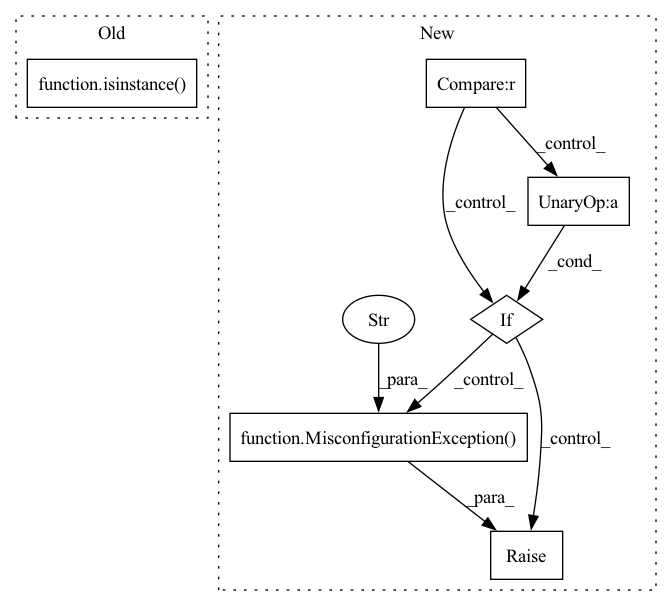 Old
New
function.isinstance()
Compare:r
_control_
_control_
UnaryOp:a
_cond_
Str
If
_para_
_control_
_control_
function.MisconfigurationException()
_para_
Raise